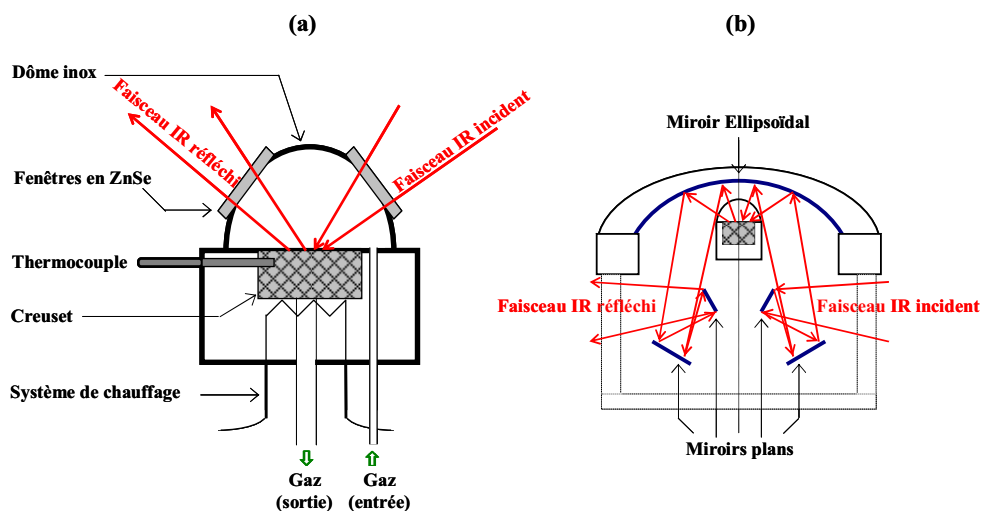 (a)
Dôme inox
Faisceau IR réfléchi
Faisceau IR incident
Fenêtres en ZnSe
Thermocouple
Creuset
Système de chauffage
Gaz
(sortie)
Gaz
(entrée)
(b)
Miroir Ellipsoïdal
Faisceau IR réfléchi
Faisceau IR incident
Miroirs plans